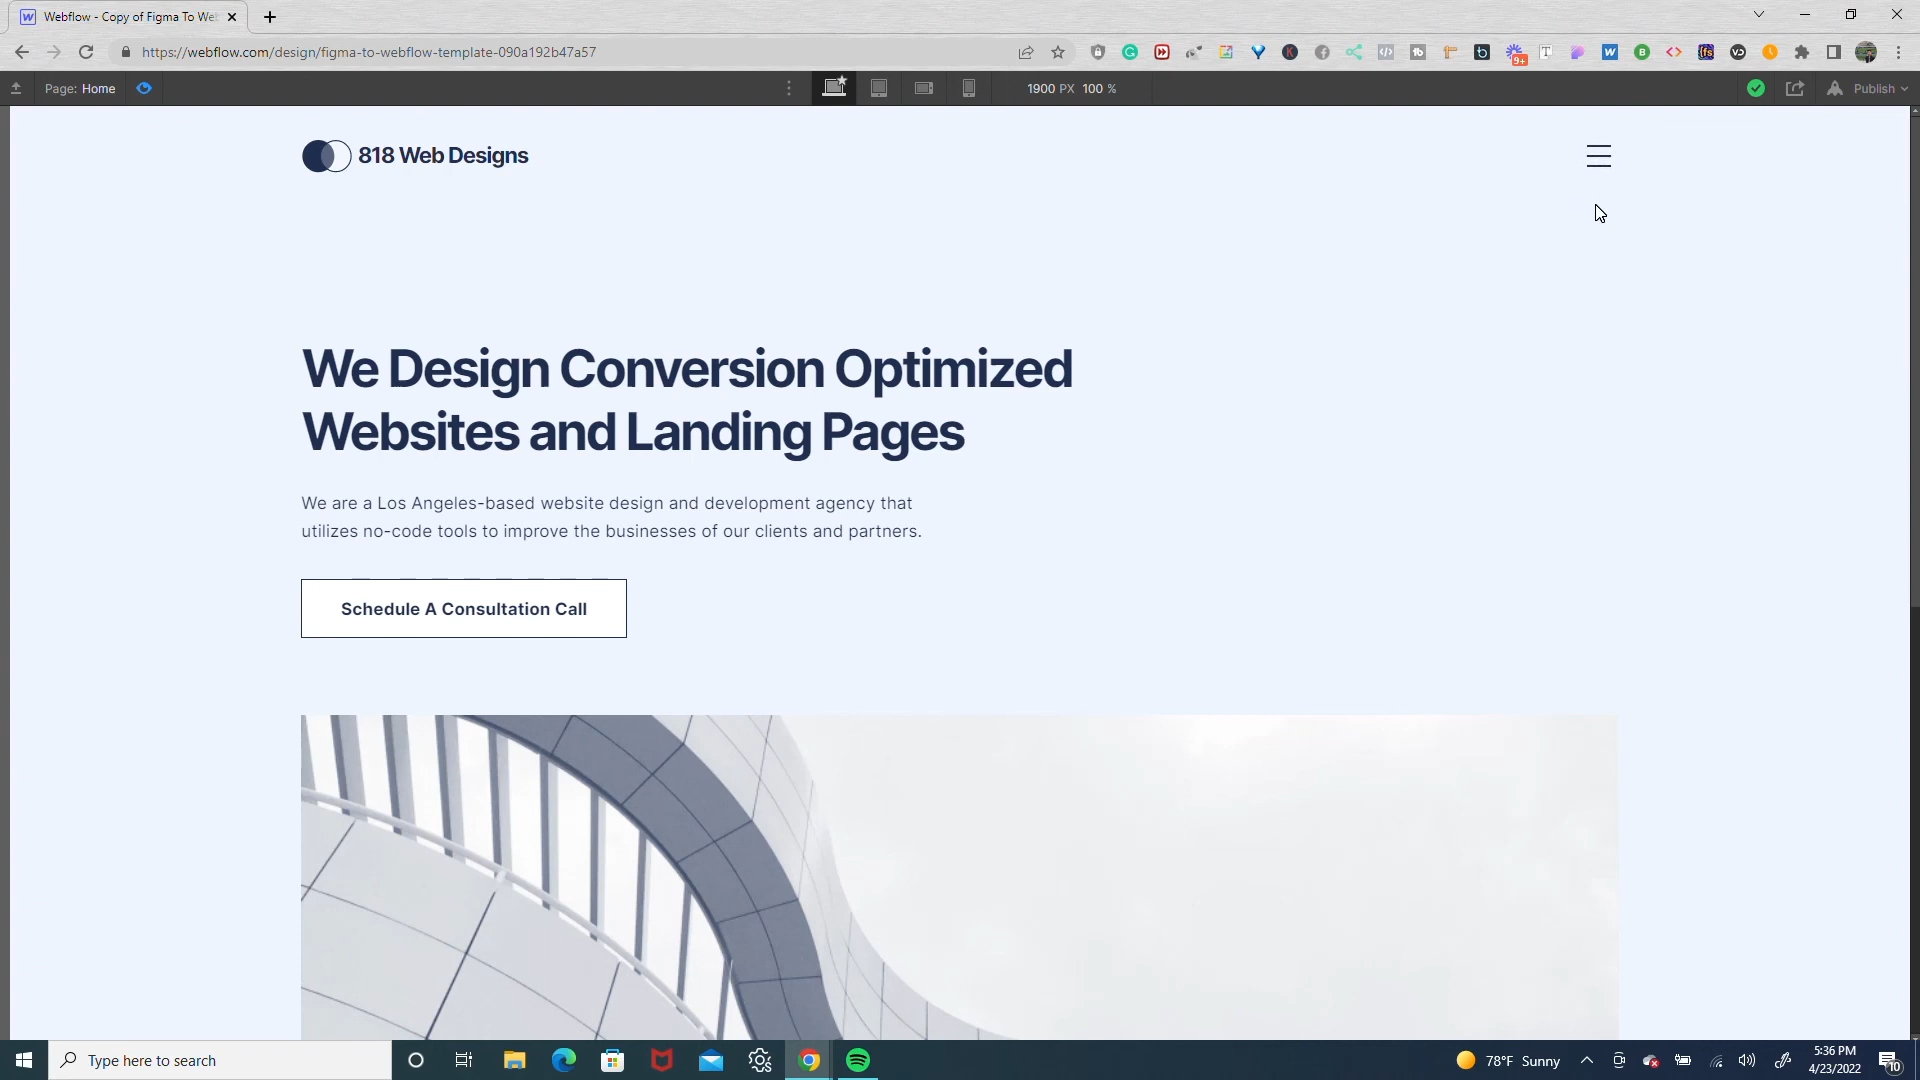 Webflow - Copy of Figma To We
https://webflow.com/design/figma-to-webflow-template-090a192b47a57
9+
Page: Home
1900 PX 100 %
Publish
818 Web Designs
We Design Conversion Optimized
Websites and Landing Pages
We are a Los Angeles-based website design and development agency that
utilizes no-code tools to improve the businesses of our clients and partners.
Schedule A Consultation Call
Type here to search
78°F Sunny
5:36 PM
4/23/2022
10